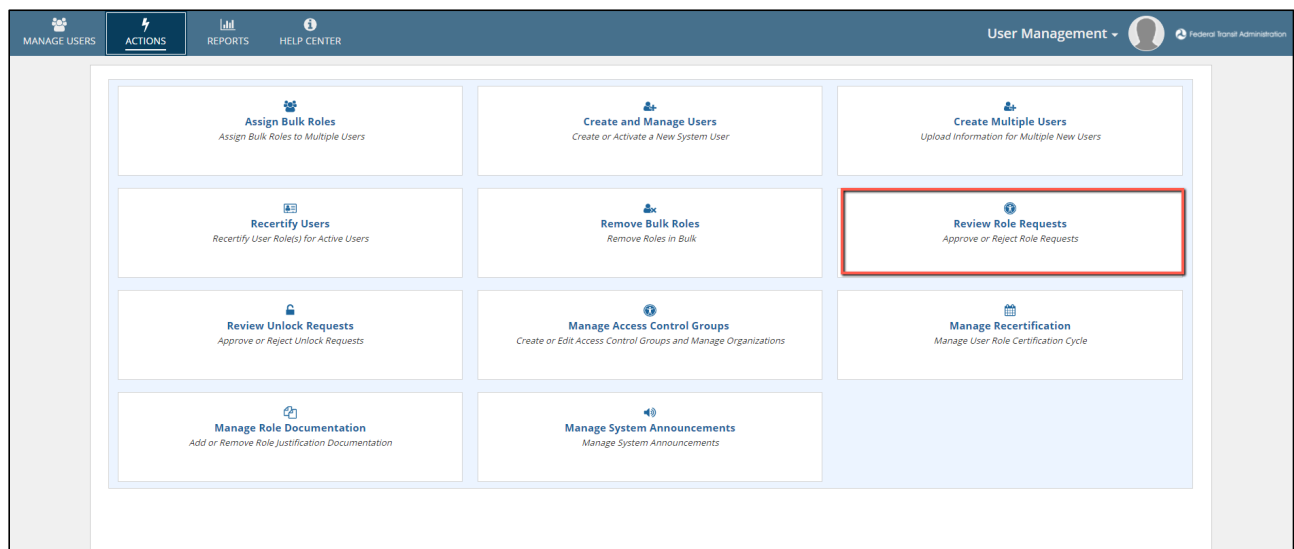 MANAGE USERS
ACTIONS
REPORTS
HELP CENTER
User Management
Federal Transit Administration
Assign Bulk Roles
Assign Bulk Roles to Multiple Users
Create and Manage Users
Create or Activate a New System User
Create Multiple Users
Upload Information for Multiple New Users
Recertify Users
Recertify User Role(s) for Active Users
Remove Bulk Roles
Remove Roles in Bulk
Review Role Requests
Approve or Reject Role Requests
Review Unlock Requests
Approve or Reject Unlock Requests
Manage Access Control Groups
Create or Edit Access Control Groups and Manage Organizations
Manage Recertification
Manage User Role Certification Cycle
Manage Role Documentation
Add or Remove Role Justification Documentation
Manage System Announcements
Manage System Announcements